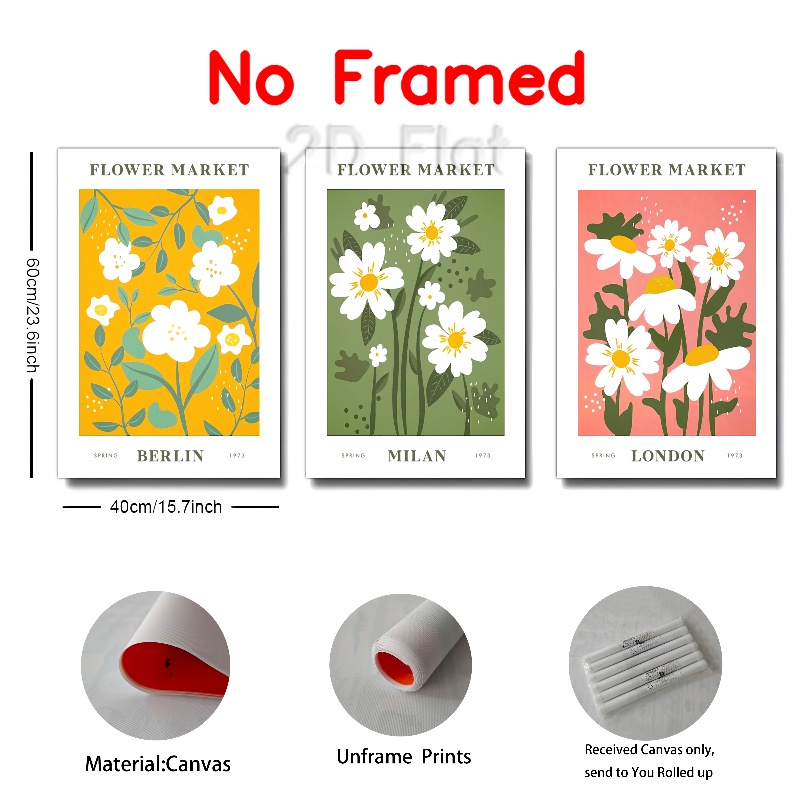 No Framed
2D Flat
FLOWER MARKET
SPRING BERLIN 1973
FLOWER MARKET
SPRING MILAN 1973
FLOWER MARKET
SPRING LONDON 1973
60cm/23.6inch
40cm/15.7inch
Material:Canvas
Unframe Prints
Received Canvas only,
send to You Rolled up